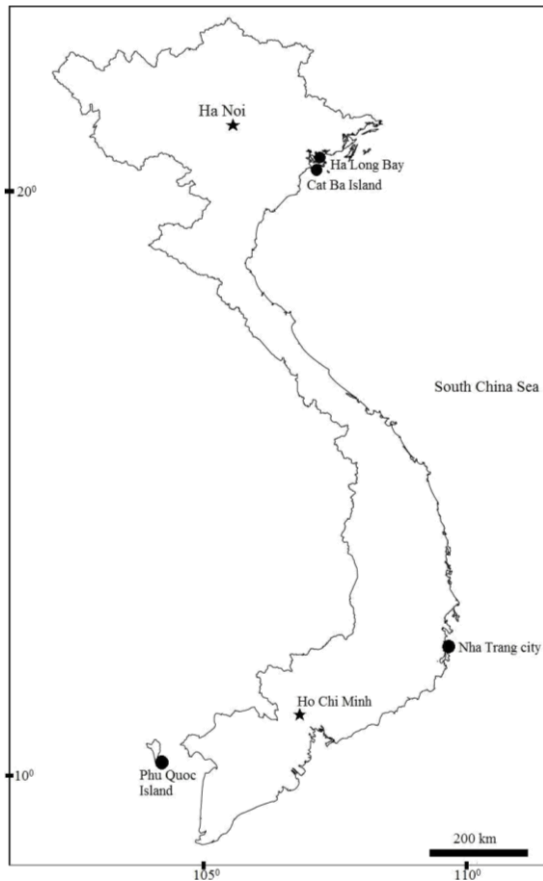 Ha Noi
Ha Long Bay
Cat Ba Island
20⁰
South China Sea
Nha Trang city
Ho Chi Minh
Phu Quoc
Island
10⁰
200 km
105⁰
110⁰